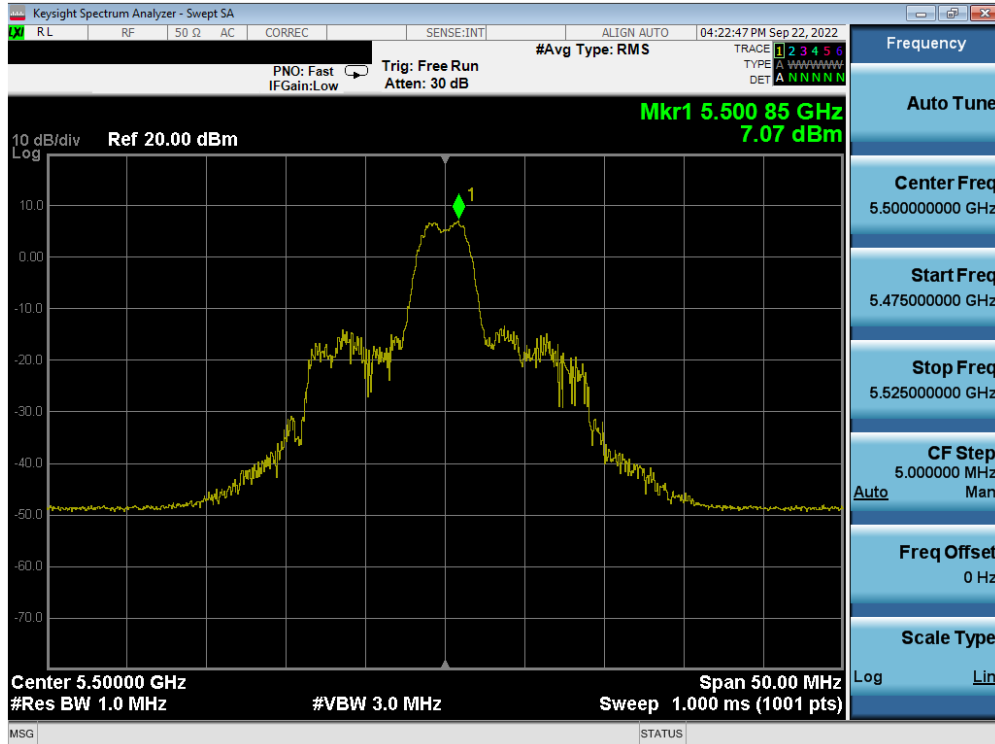 Keysight Spectrum Analyzer - Swept SA
LXI RL RF 50 Ω AC CORREC SENSE:INT ALIGN AUTO 04:22:47 PM Sep 22, 2022
#Avg Type: RMS
TRACE 1 2 3 4 5 6
PNO: Fast Trig: Free Run
TYPE A WWWWW
IFGain:Low Atten: 30 dB
DET A N N N N N
Mkr1 5.500 85 GHz
7.07 dBm
10 dB/div Ref 20.00 dBm
Log
1
10.0
0.00
-10.0
-20.0
-30.0
-40.0
-50.0
-60.0
-70.0
Center 5.50000 GHz Span 50.00 MHz
#Res BW 1.0 MHz #VBW 3.0 MHz Sweep 1.000 ms (1001 pts)
MSG STATUS
Frequency
Auto Tune
Center Freq
5.500000000 GHz
Start Freq
5.475000000 GHz
Stop Freq
5.525000000 GHz
CF Step
5.000000 MHz
Auto Man
Freq Offset
0 Hz
Scale Type
Log Lin